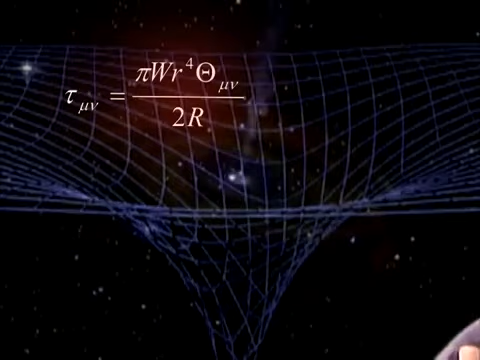 τ_μν = πWr⁴Θ_μν / 2R